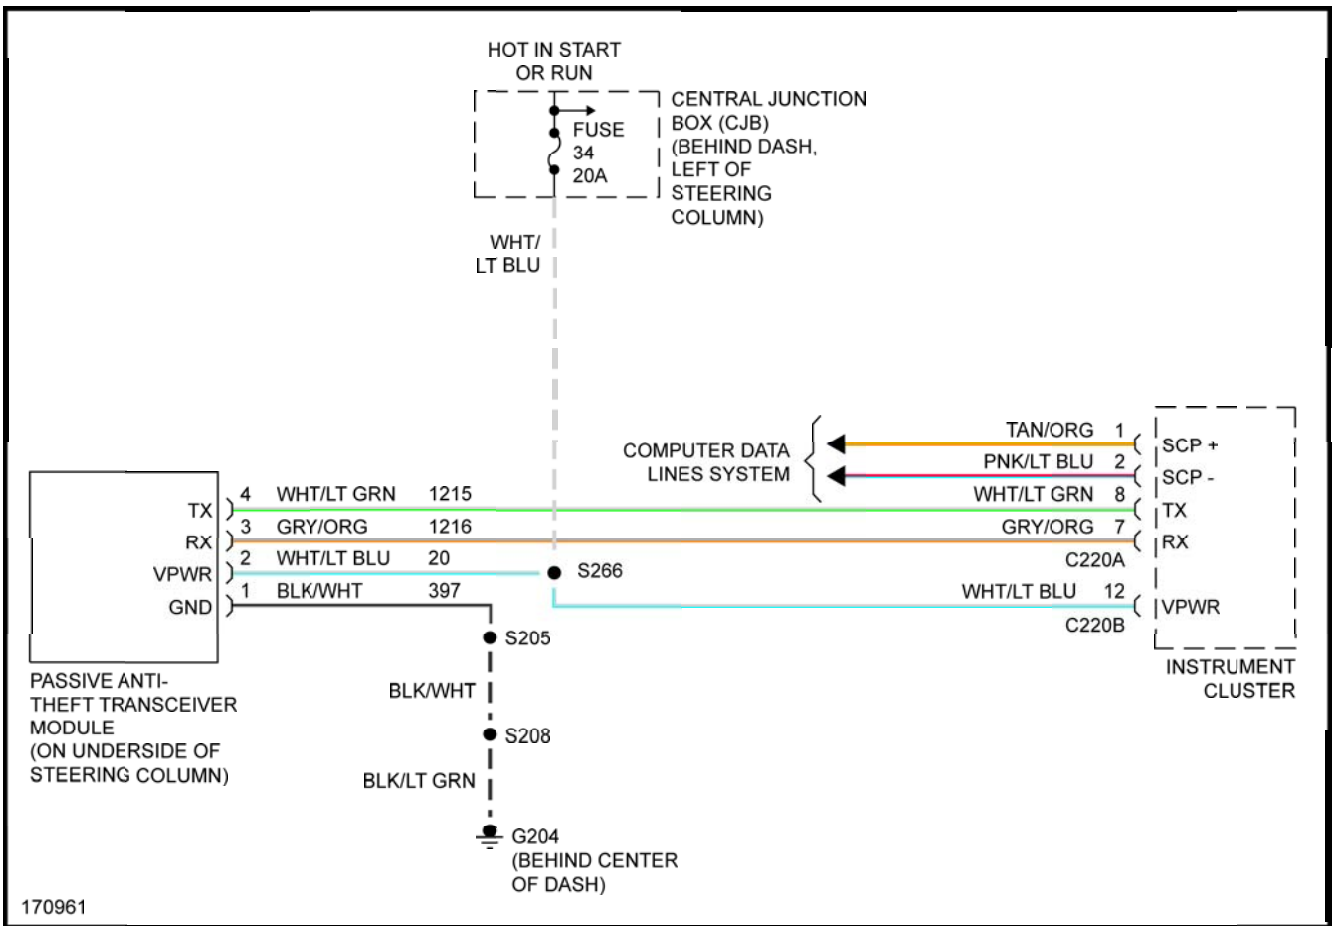 HOT IN START
OR RUN
CENTRAL JUNCTION
BOX (CJB)
(BEHIND DASH,
LEFT OF
STEERING
COLUMN)
FUSE
34
20A
WHT/
LT BLU
COMPUTER DATA
LINES SYSTEM
TAN/ORG 1
SCP +
PNK/LT BLU 2
SCP -
WHT/LT GRN 8
TX
GRY/ORG 7
RX
C220A
WHT/LT BLU 12
VPWR
C220B
INSTRUMENT
CLUSTER
TX 4 WHT/LT GRN 1215
RX 3 GRY/ORG 1216
VPWR 2 WHT/LT BLU 20
GND 1 BLK/WHT 397
S266
S205
BLK/WHT
S208
BLK/LT GRN
G204
(BEHIND CENTER
OF DASH)
PASSIVE ANTI-
THEFT TRANSCEIVER
MODULE
(ON UNDERSIDE OF
STEERING COLUMN)
170961